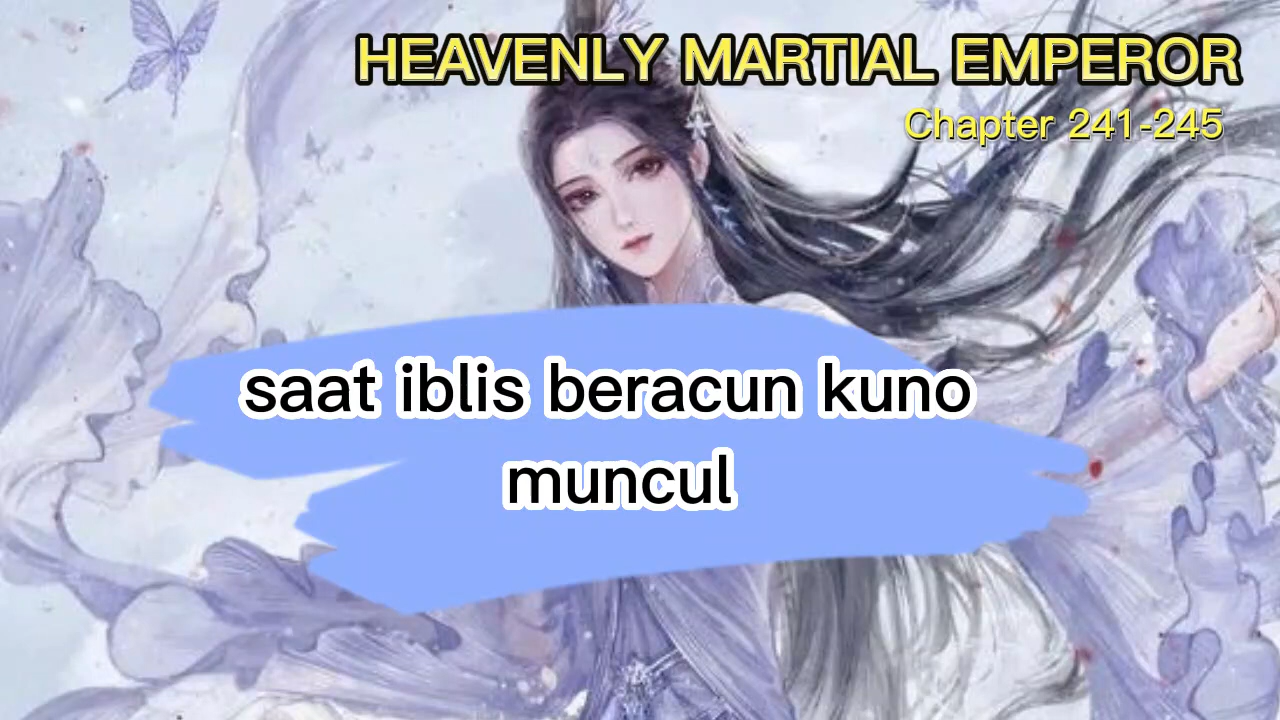 HEAVENLY MARTIAL EMPEROR
Chapter 241-245
saat iblis beracun kuno
muncul